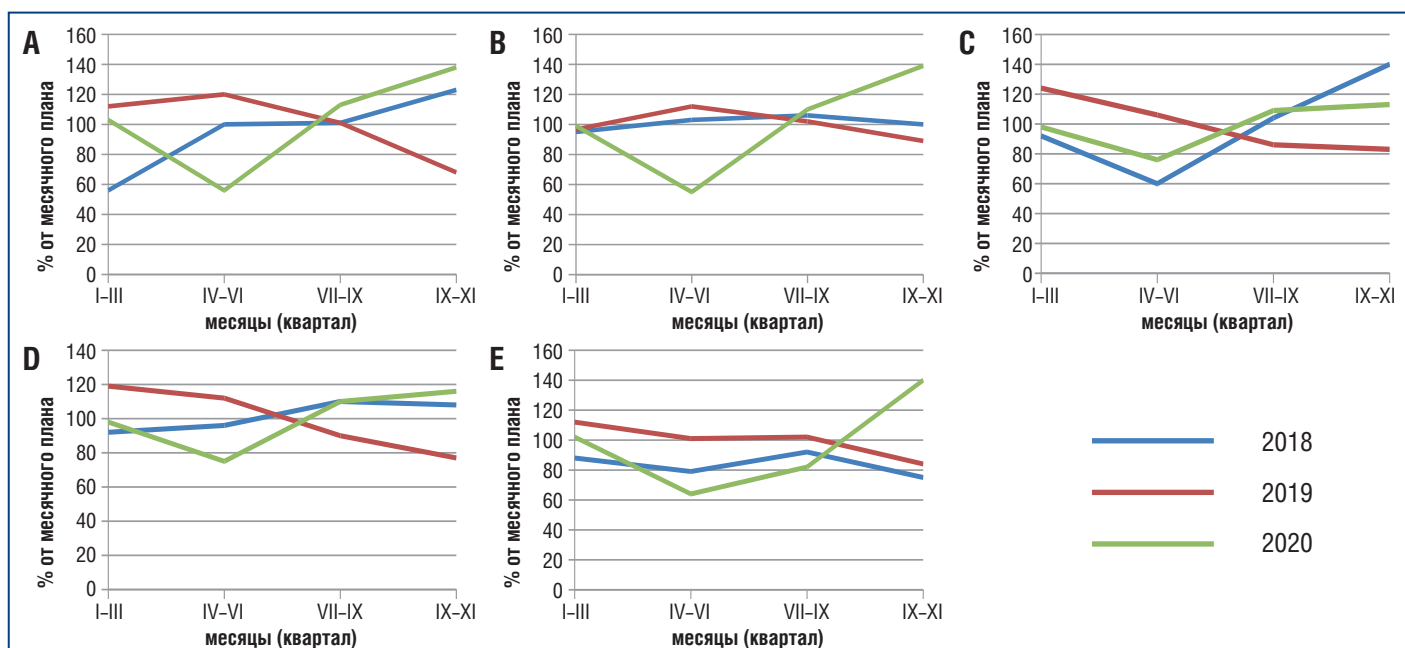 A
% от месячного плана
160
140
120
100
80
60
40
20
0
I–III
IV–VI
VII–IX
IX–XI
месяцы (квартал)
B
% от месячного плана
160
140
120
100
80
60
40
20
0
I–III
IV–VI
VII–IX
IX–XI
месяцы (квартал)
C
% от месячного плана
160
140
120
100
80
60
40
20
0
I–III
IV–VI
VII–IX
IX–XI
месяцы (квартал)
D
% от месячного плана
140
120
100
80
60
40
20
0
I–III
IV–VI
VII–IX
IX–XI
месяцы (квартал)
E
% от месячного плана
160
140
120
100
80
60
40
20
0
I–III
IV–VI
VII–IX
IX–XI
месяцы (квартал)
2018
2019
2020